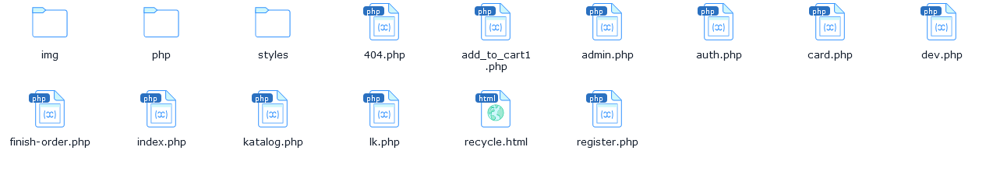 php
php
php
php
php
php
img
php
styles
404.php
add_to_cart1
.php
admin.php
auth.php
card.php
dev.php
php
php
php
php
html
php
finish-order.php
index.php
katalog.php
lk.php
recycle.html
register.php